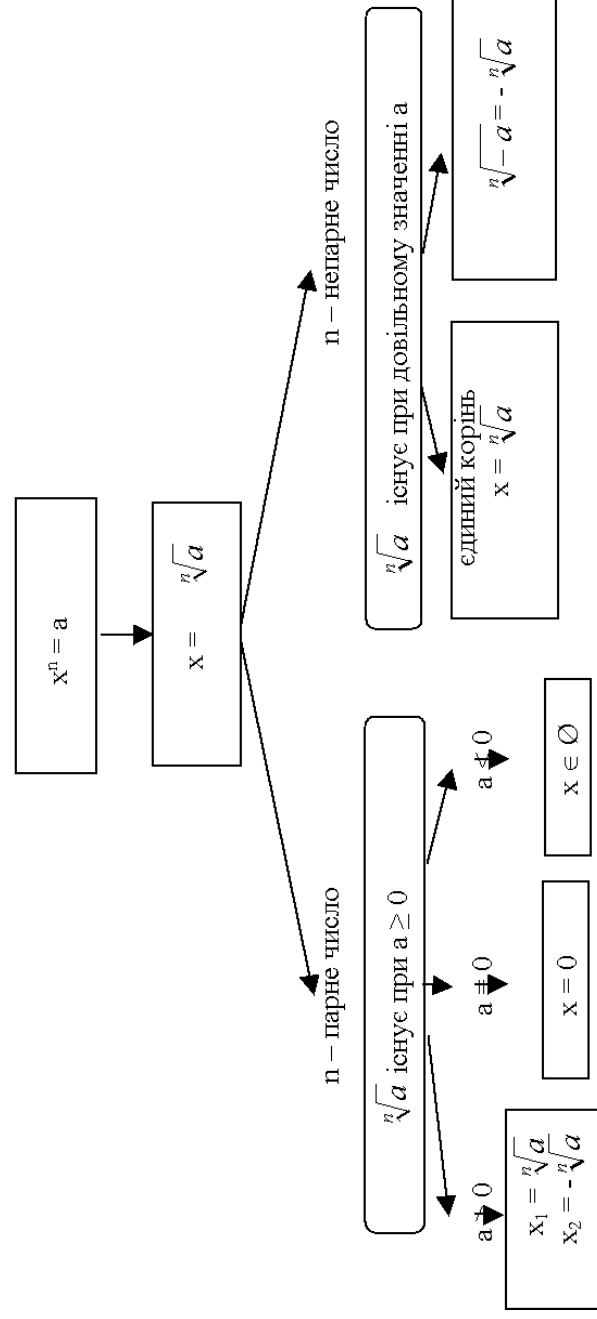 xⁿ = a
x = ⁿ√a
n – парне число
n – непарне число
ⁿ√a існує при a ≥ 0
ⁿ√a існує при довільному значенні a
a > 0
a = 0
a < 0
x₁ = ⁿ√a
x₂ = - ⁿ√a
x = 0
x ∈ ∅
єдиний корінь
x = ⁿ√a
ⁿ√– a = - ⁿ√a